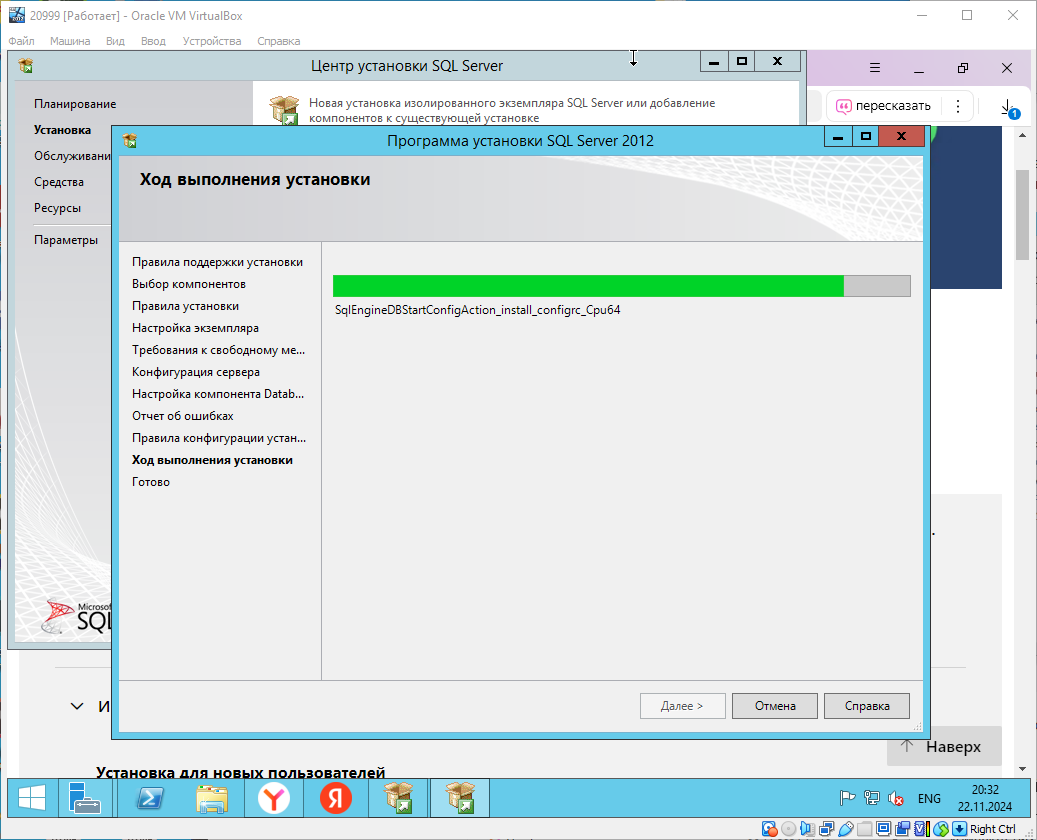 20999 [Работает] - Oracle VM VirtualBox
Файл Машина Вид Ввод Устройства Справка
Центр установки SQL Server
Планирование
Установка
Обслуживани
Средства
Ресурсы
Параметры
Новая установка изолированного экземпляра SQL Server или добавление
компонентов к существующей установке
пересказать
1
Программа установки SQL Server 2012
Ход выполнения установки
Правила поддержки установки
Выбор компонентов
Правила установки
Настройка экземпляра
Требования к свободному ме...
Конфигурация сервера
Настройка компонента Datab...
Отчет об ошибках
Правила конфигурации устан...
Ход выполнения установки
Готово
SqlEngineDBStartConfigAction_install_configrc_Cpu64
Microsof
SQL
Далее >
Отмена
Справка
И
Наверх
Установка для новых пользователей
Y
Я
ENG
20:32
22.11.2024
Right Ctrl